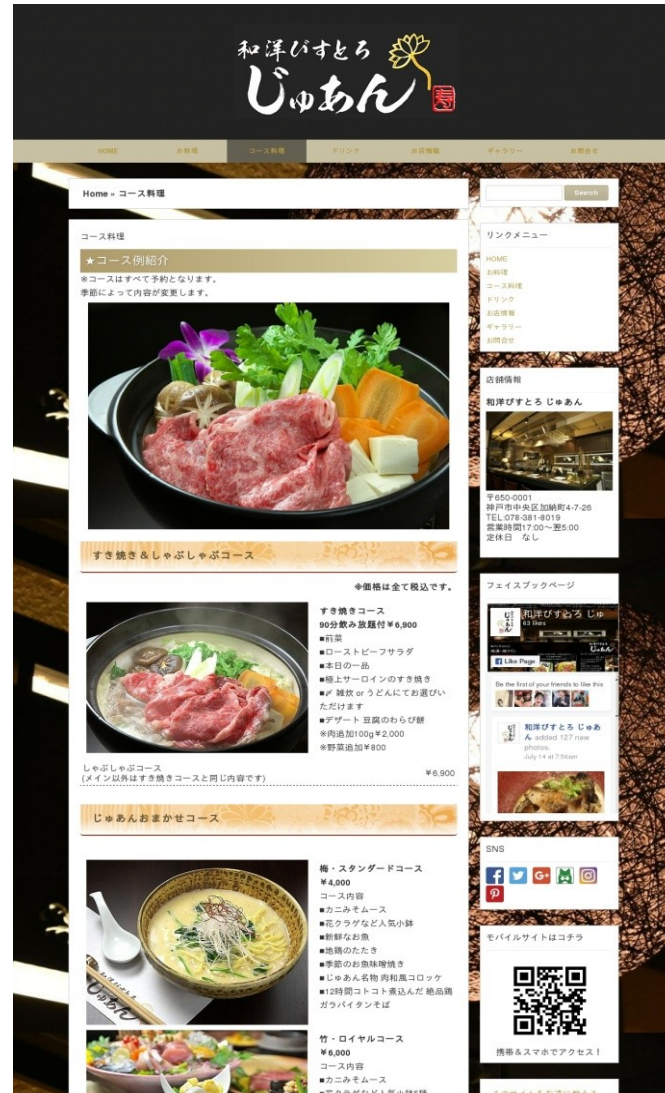 和洋びすとろ
じゅあん
寿
HOME
お料理
コース料理
ドリンク
お店情報
ギャラリー
お問合せ
Home » コース料理
コース料理
★コース例紹介
※コースはすべて予約となります。
季節によって内容が変更します。
すき焼き＆しゃぶしゃぶコース
※価格は全て税込です。
すき焼きコース
90分飲み放題付￥6,900
■前菜
■ローストビーフサラダ
■本日の一品
■極上サーロインのすき焼き
■〆 雑炊 or うどんにてお選びい
ただけます
■デザート 豆腐のわらび餅
※肉追加100g￥2,000
※野菜追加￥800
しゃぶしゃぶコース
(メイン以外はすき焼きコースと同じ内容です)
￥6,900
じゅあんおまかせコース
和洋びすとろ
じゅあん
梅・スタンダードコース
￥4,000
コース内容
■カニみそムース
■花クラゲなど人気小鉢
■新鮮なお魚
■地鶏のたたき
■季節のお魚味噌焼き
■じゅあん名物 肉和風コロッケ
■12時間コトコト煮込んだ 絶品鶏
ガラパイタンそば
竹・ロイヤルコース
￥6,000
コース内容
■カニみそムース
Search
リンクメニュー
HOME
お料理
コース料理
ドリンク
お店情報
ギャラリー
お問合せ
店舗情報
和洋びすとろ じゅあん
〒650-0001
神戸市中央区加納町4-7-26
TEL:078-381-8019
営業時間17:00〜翌5:00
定休日　なし
フェイスブックページ
和洋びすとろ じゅ
63 likes
Like Page
Be the first of your friends to like this
和洋びすとろ じゅあ
ん added 127 new
photos.
July 14 at 7:56am
SNS
モバイルサイトはコチラ
携帯＆スマホでアクセス！